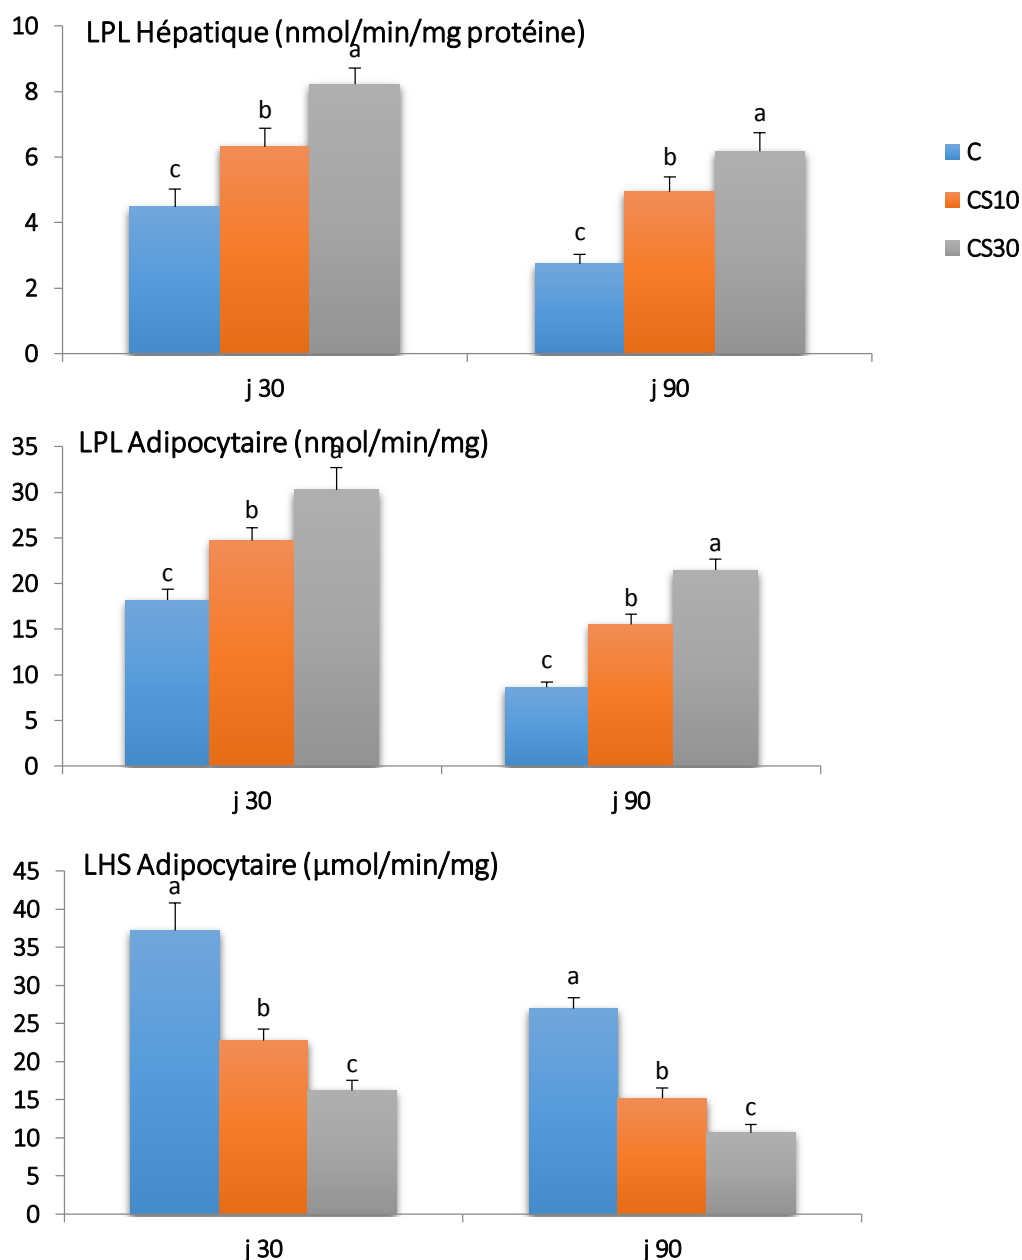 LPL Hépatique (nmol/min/mg protéine)
10
8
6
4
2
0
c
b
a
c
b
a
j 30
j 90
C
CS10
CS30
LPL Adipocytaire (nmol/min/mg)
35
30
25
20
15
10
5
0
c
b
a
c
b
a
j 30
j 90
LHS Adipocytaire (µmol/min/mg)
45
40
35
30
25
20
15
10
5
0
a
b
c
a
b
c
j 30
j 90